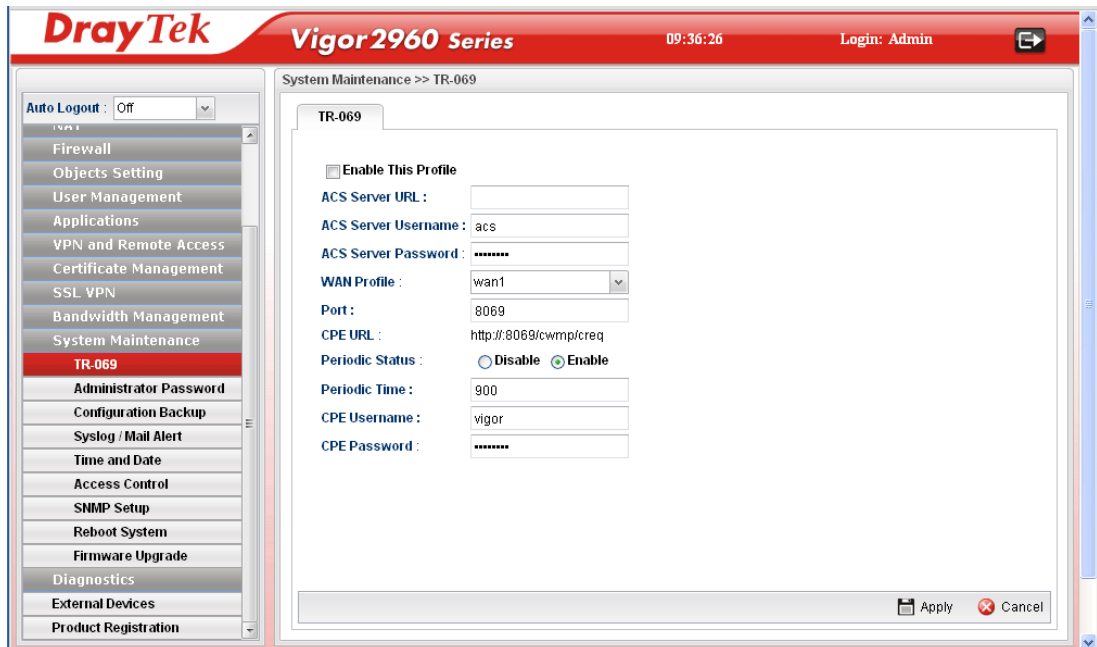 DrayTek
Vigor2960 Series
09:36:26
Login: Admin
Auto Logout : Off
NAT
Firewall
Objects Setting
User Management
Applications
VPN and Remote Access
Certificate Management
SSL VPN
Bandwidth Management
System Maintenance
TR-069
Administrator Password
Configuration Backup
Syslog / Mail Alert
Time and Date
Access Control
SNMP Setup
Reboot System
Firmware Upgrade
Diagnostics
External Devices
Product Registration
System Maintenance >> TR-069
TR-069
Enable This Profile
ACS Server URL :
ACS Server Username : acs
ACS Server Password : ••••••••
WAN Profile : wan1
Port : 8069
CPE URL : http://:8069/cwmp/creq
Periodic Status : Disable Enable
Periodic Time : 900
CPE Username : vigor
CPE Password : ••••••••
Apply Cancel